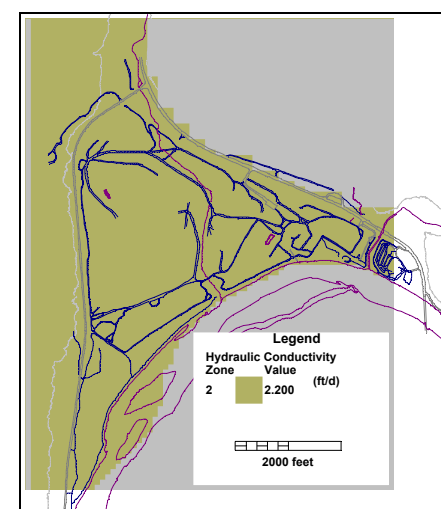 Legend
Hydraulic Conductivity
Zone Value
2 2.200 (ft/d)
2000 feet